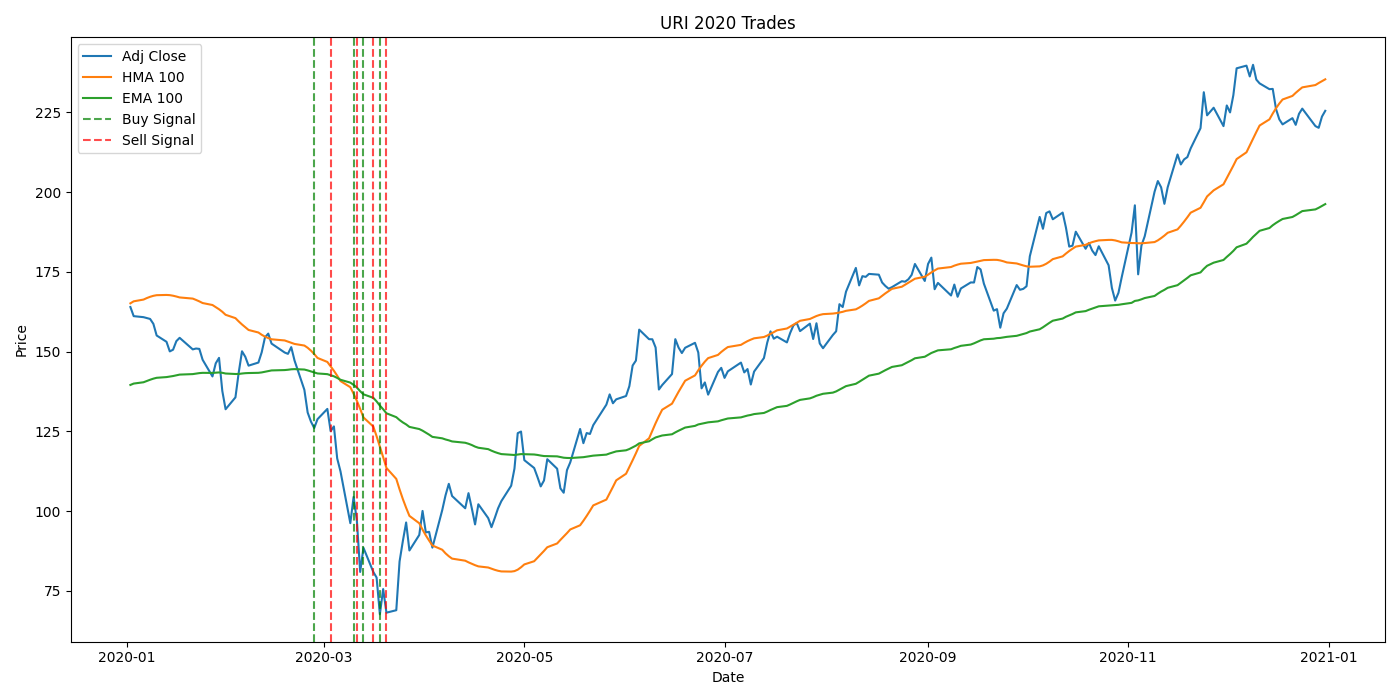 URI 2020 Trades
Adj Close
HMA 100
EMA 100
Buy Signal
Sell Signal
225
200
175
150
125
100
75
Price
2020-01
2020-03
2020-05
2020-07
2020-09
2020-11
2021-01
Date